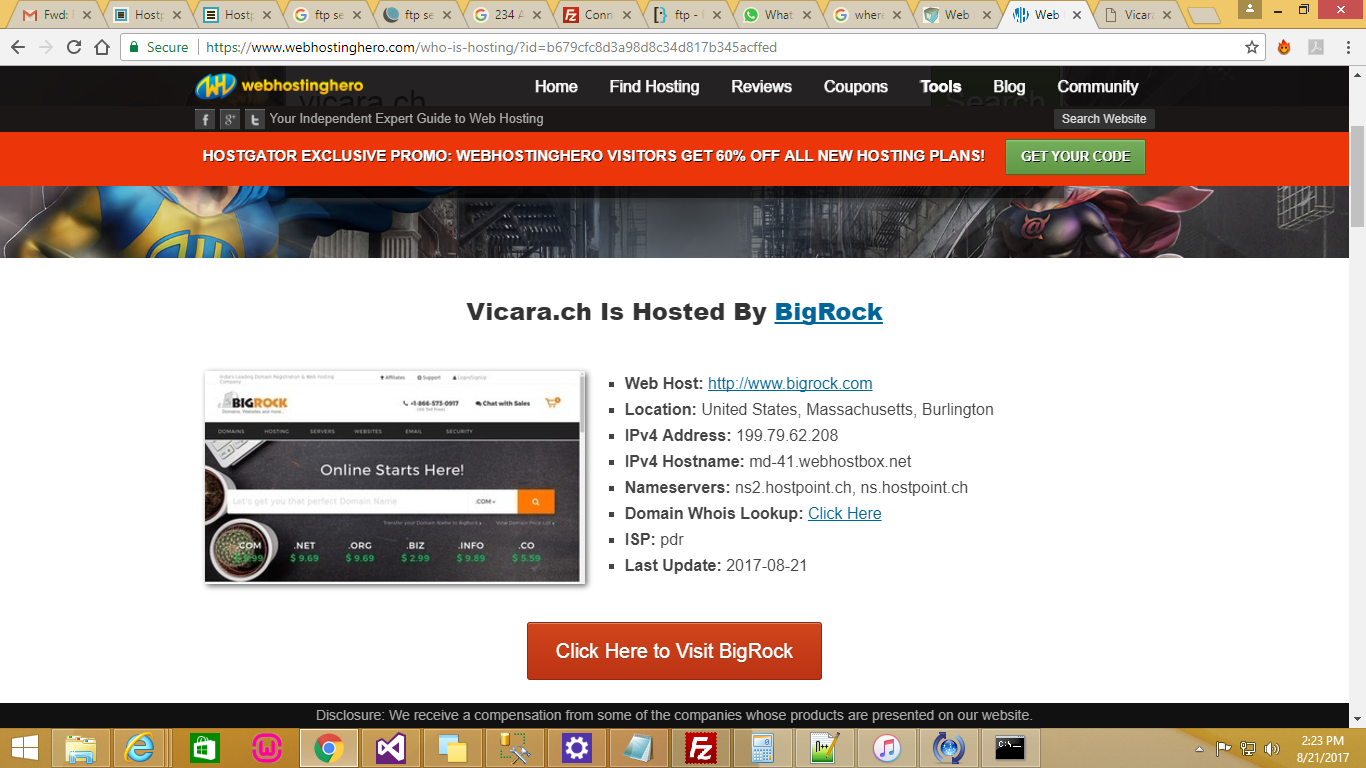 Fwd:
Hostp
Hostp
ftp se
ftp se
234 A
Conn
ftp -
What
where
Web
Web
Vicara
Secure
https://www.webhostinghero.com/who-is-hosting/?id=b679cfc8d3a98d8c34d817b345acffed
webhostinghero
Home Find Hosting Reviews Coupons Tools Blog Community
vicara.ch
Search
Your Independent Expert Guide to Web Hosting
Search Website
HOSTGATOR EXCLUSIVE PROMO: WEBHOSTINGHERO VISITORS GET 60% OFF ALL NEW HOSTING PLANS!
GET YOUR CODE
Vicara.ch Is Hosted By BigRock
India's Leading Domain Registration & Web hosting
Company
Affiliates Support Login/Signup
BIGROCK
Domains, Websites and more..
+1-866-573-0917
(US Toll Free)
Chat with Sales
DOMAINS HOSTING SERVERS WEBSITES EMAIL SECURITY
Online Starts Here!
Let's get you that perfect Domain Name
.COM
Transfer your Domain Name to BigRock
View Domain Price List
.COM .NET .ORG .BIZ .INFO .CO
$ 9.69 $ 9.69 $ 2.99 $ 9.89 $ 5.59
Web Host: http://www.bigrock.com
Location: United States, Massachusetts, Burlington
IPv4 Address: 199.79.62.208
IPv4 Hostname: md-41.webhostbox.net
Nameservers: ns2.hostpoint.ch, ns.hostpoint.ch
Domain Whois Lookup: Click Here
ISP: pdr
Last Update: 2017-08-21
Click Here to Visit BigRock
Disclosure: We receive a compensation from some of the companies whose products are presented on our website.
2:23 PM
8/21/2017